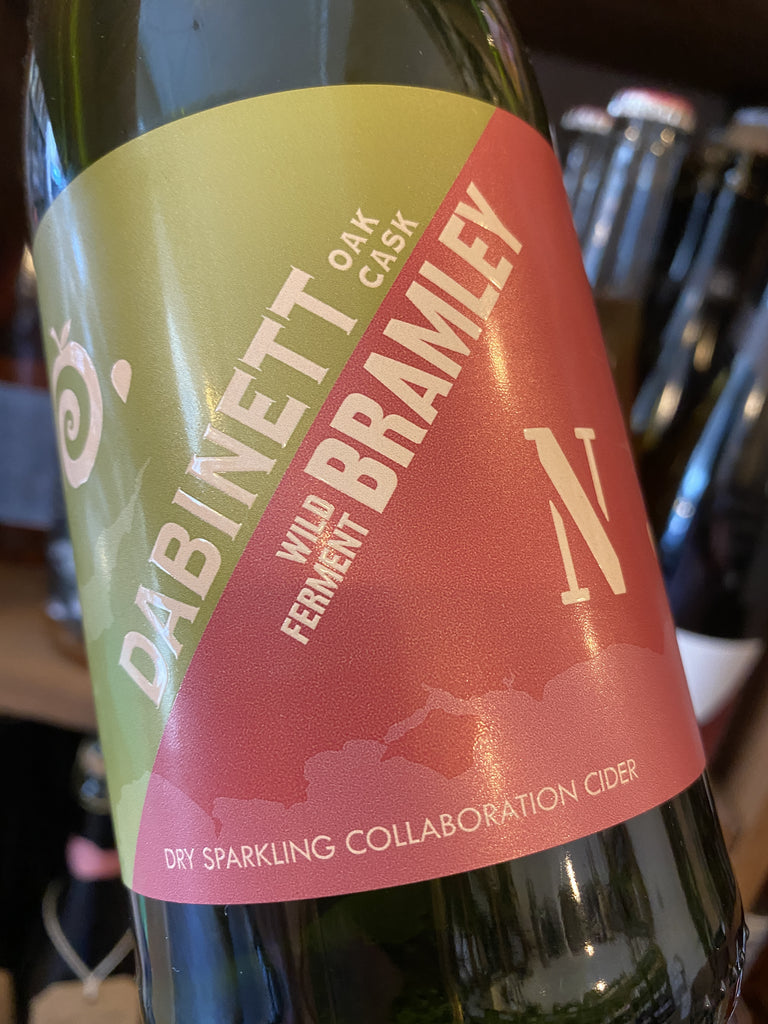 DABINETT
OAK
CASK
WILD
FERMENT
BRAMLEY
N
DRY SPARKLING COLLABORATION CIDER